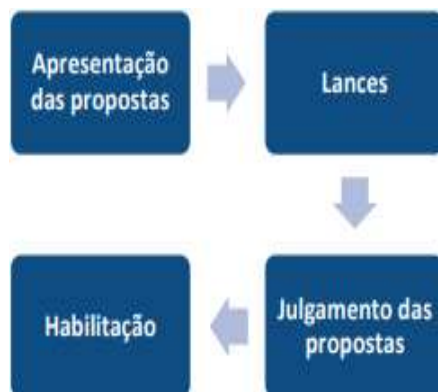 Apresentação
das propostas
Lances
Julgamento das
propostas
Habilitação